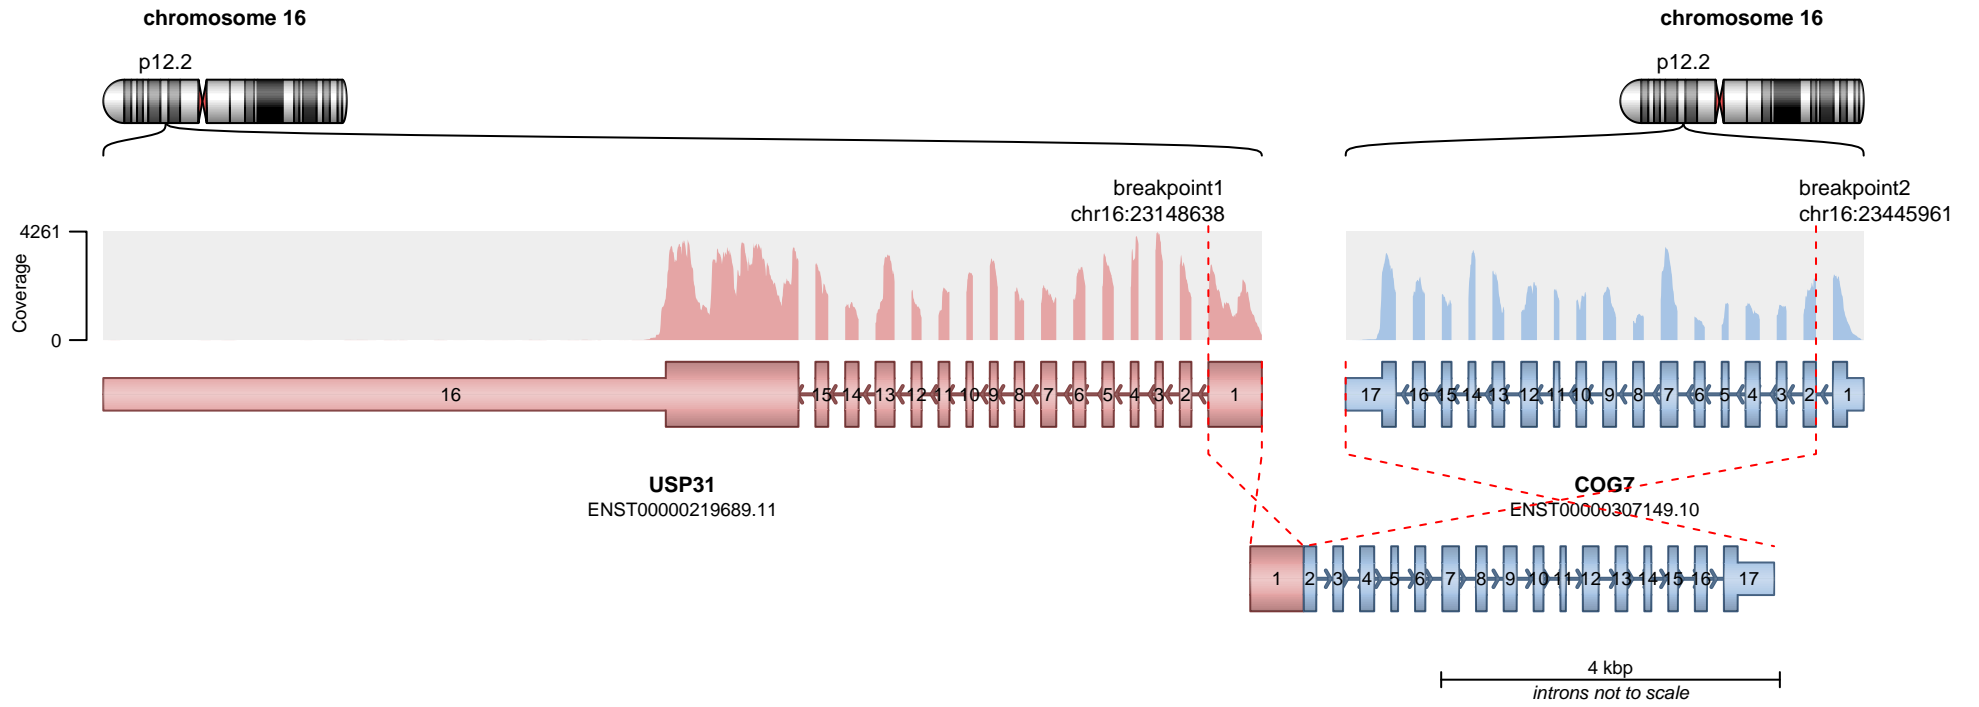 chromosome 16
chromosome 16
p12.2
p12.2
breakpoint1
chr16:23148638
breakpoint2
chr16:23445961
4261
Coverage
0
16 15 14 13 12 11 10 9 8 7 6 5 4 3 2 1
17 16 15 14 13 12 11 10 9 8 7 6 5 4 3 2 1
USP31
ENST00000219689.11
COG7
ENST00000307149.10
1 2 3 4 5 6 7 8 9 10 11 12 13 14 15 16 17
4 kbp
introns not to scale